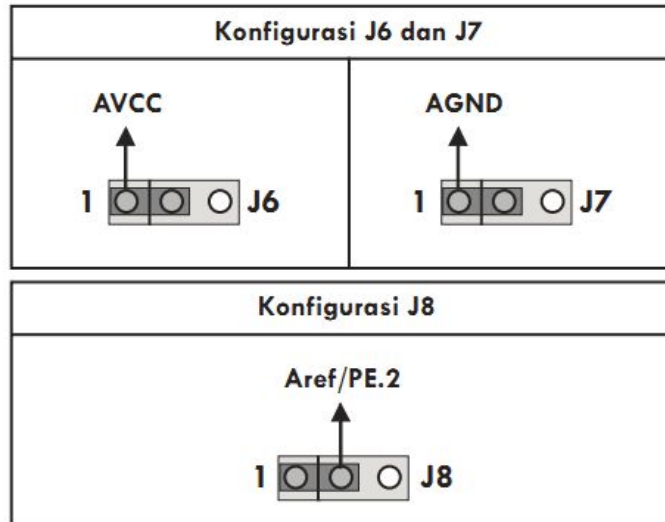 Konfigurasi J6 dan J7
AVCC
1 J6
AGND
1 J7
Konfigurasi J8
Aref/PE.2
1 J8